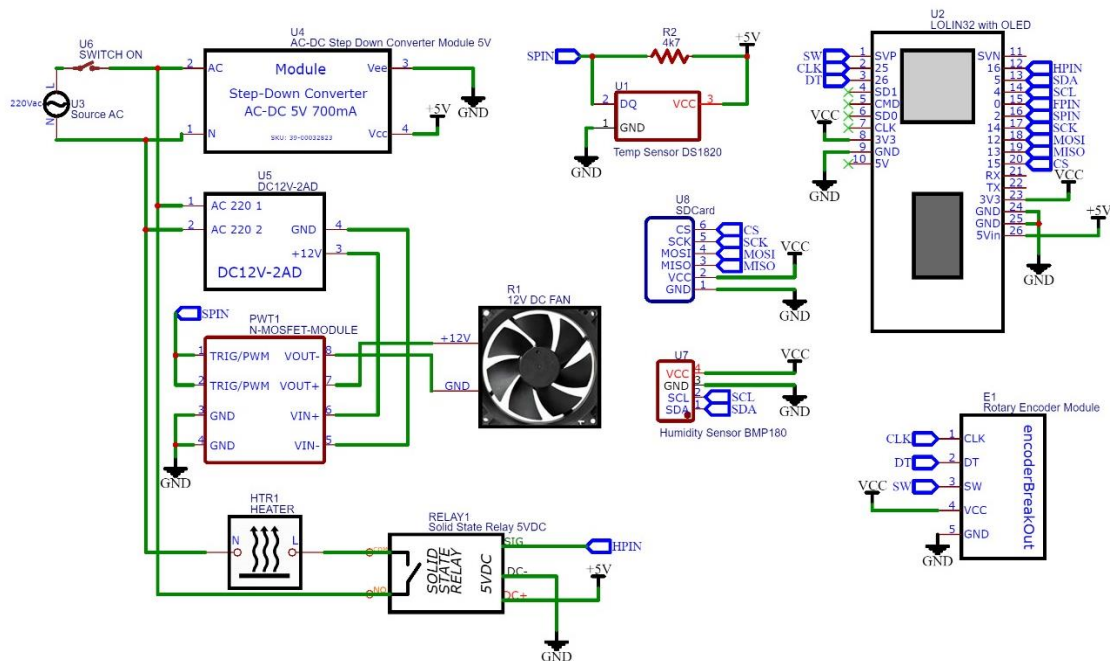 U6
SWITCH ON
220Vac
L
N
U3
Source AC
U4
AC-DC Step Down Converter Module 5V
2 AC
1 N
Module
Step-Down Converter
AC-DC 5V 700mA
SKU: 39-00032823
Vee 3
Vcc 4
GND
+5V
U5
DC12V-2AD
1 AC 220 1
2 AC 220 2
GND 4
+12V 3
DC12V-2AD
SPIN
PWT1
N-MOSFET-MODULE
1 TRIG/PWM
2 TRIG/PWM
3 GND
4 GND
VOUT- 8
VOUT+ 7
VIN+ 6
VIN- 5
GND
R1
12V DC FAN
+12V
GND
HTR1
HEATER
N
L
RELAY1
Solid State Relay 5VDC
COM
NO
SOLID
STATE
RELAY
5VDC
SIG
DC-
DC+
HPIN
+5V
GND
SPIN
R2
4k7
+5V
U1
2 DQ
1 GND
VCC 3
GND
Temp Sensor DS1820
U8
SDCard
CS 6 CS
SCK 5 SCK
MOSI 4 MOSI
MISO 3 MISO
VCC 2
GND 1
VCC
GND
U7
VCC 4
GND 3
SCL 2 SCL
SDA 1 SDA
VCC
GND
Humidity Sensor BMP180
U2
LOLIN32 with OLED
SW 1 SVP
CLK 2 25
DT 3 26
4 SD1
5 CMD
6 SD0
7 CLK
8 3V3
9 GND
10 5V
VCC
GND
SVN 11
16 12 HPIN
5 13 SDA
4 14 SCL
0 15 FPIN
2 16 SPIN
14 17 SCK
12 18 MOSI
13 19 MISO
15 20 CS
RX 21
TX 22
3V3 23
GND 24
GND 25
5Vin 26
VCC
+5V
GND
E1
Rotary Encoder Module
CLK 1 CLK
DT 2 DT
SW 3 SW
VCC 4 VCC
5 GND
GND
encoderBreakOut